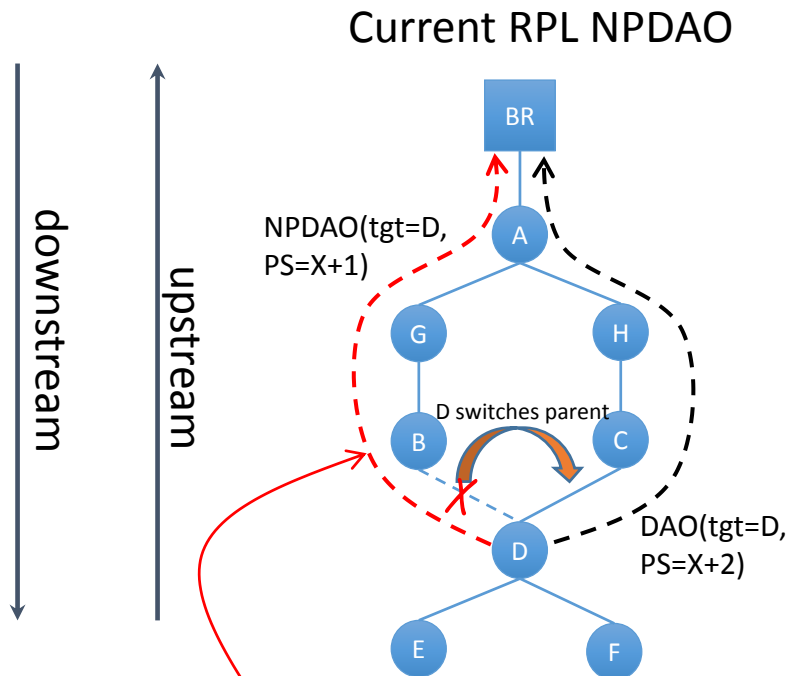 Current RPL NPDAO
BR
downstream
upstream
NPDAO(tgt=D,
PS=X+1)
A
G
H
D switches parent
B
C
D
DAO(tgt=D,
PS=X+2)
E
F